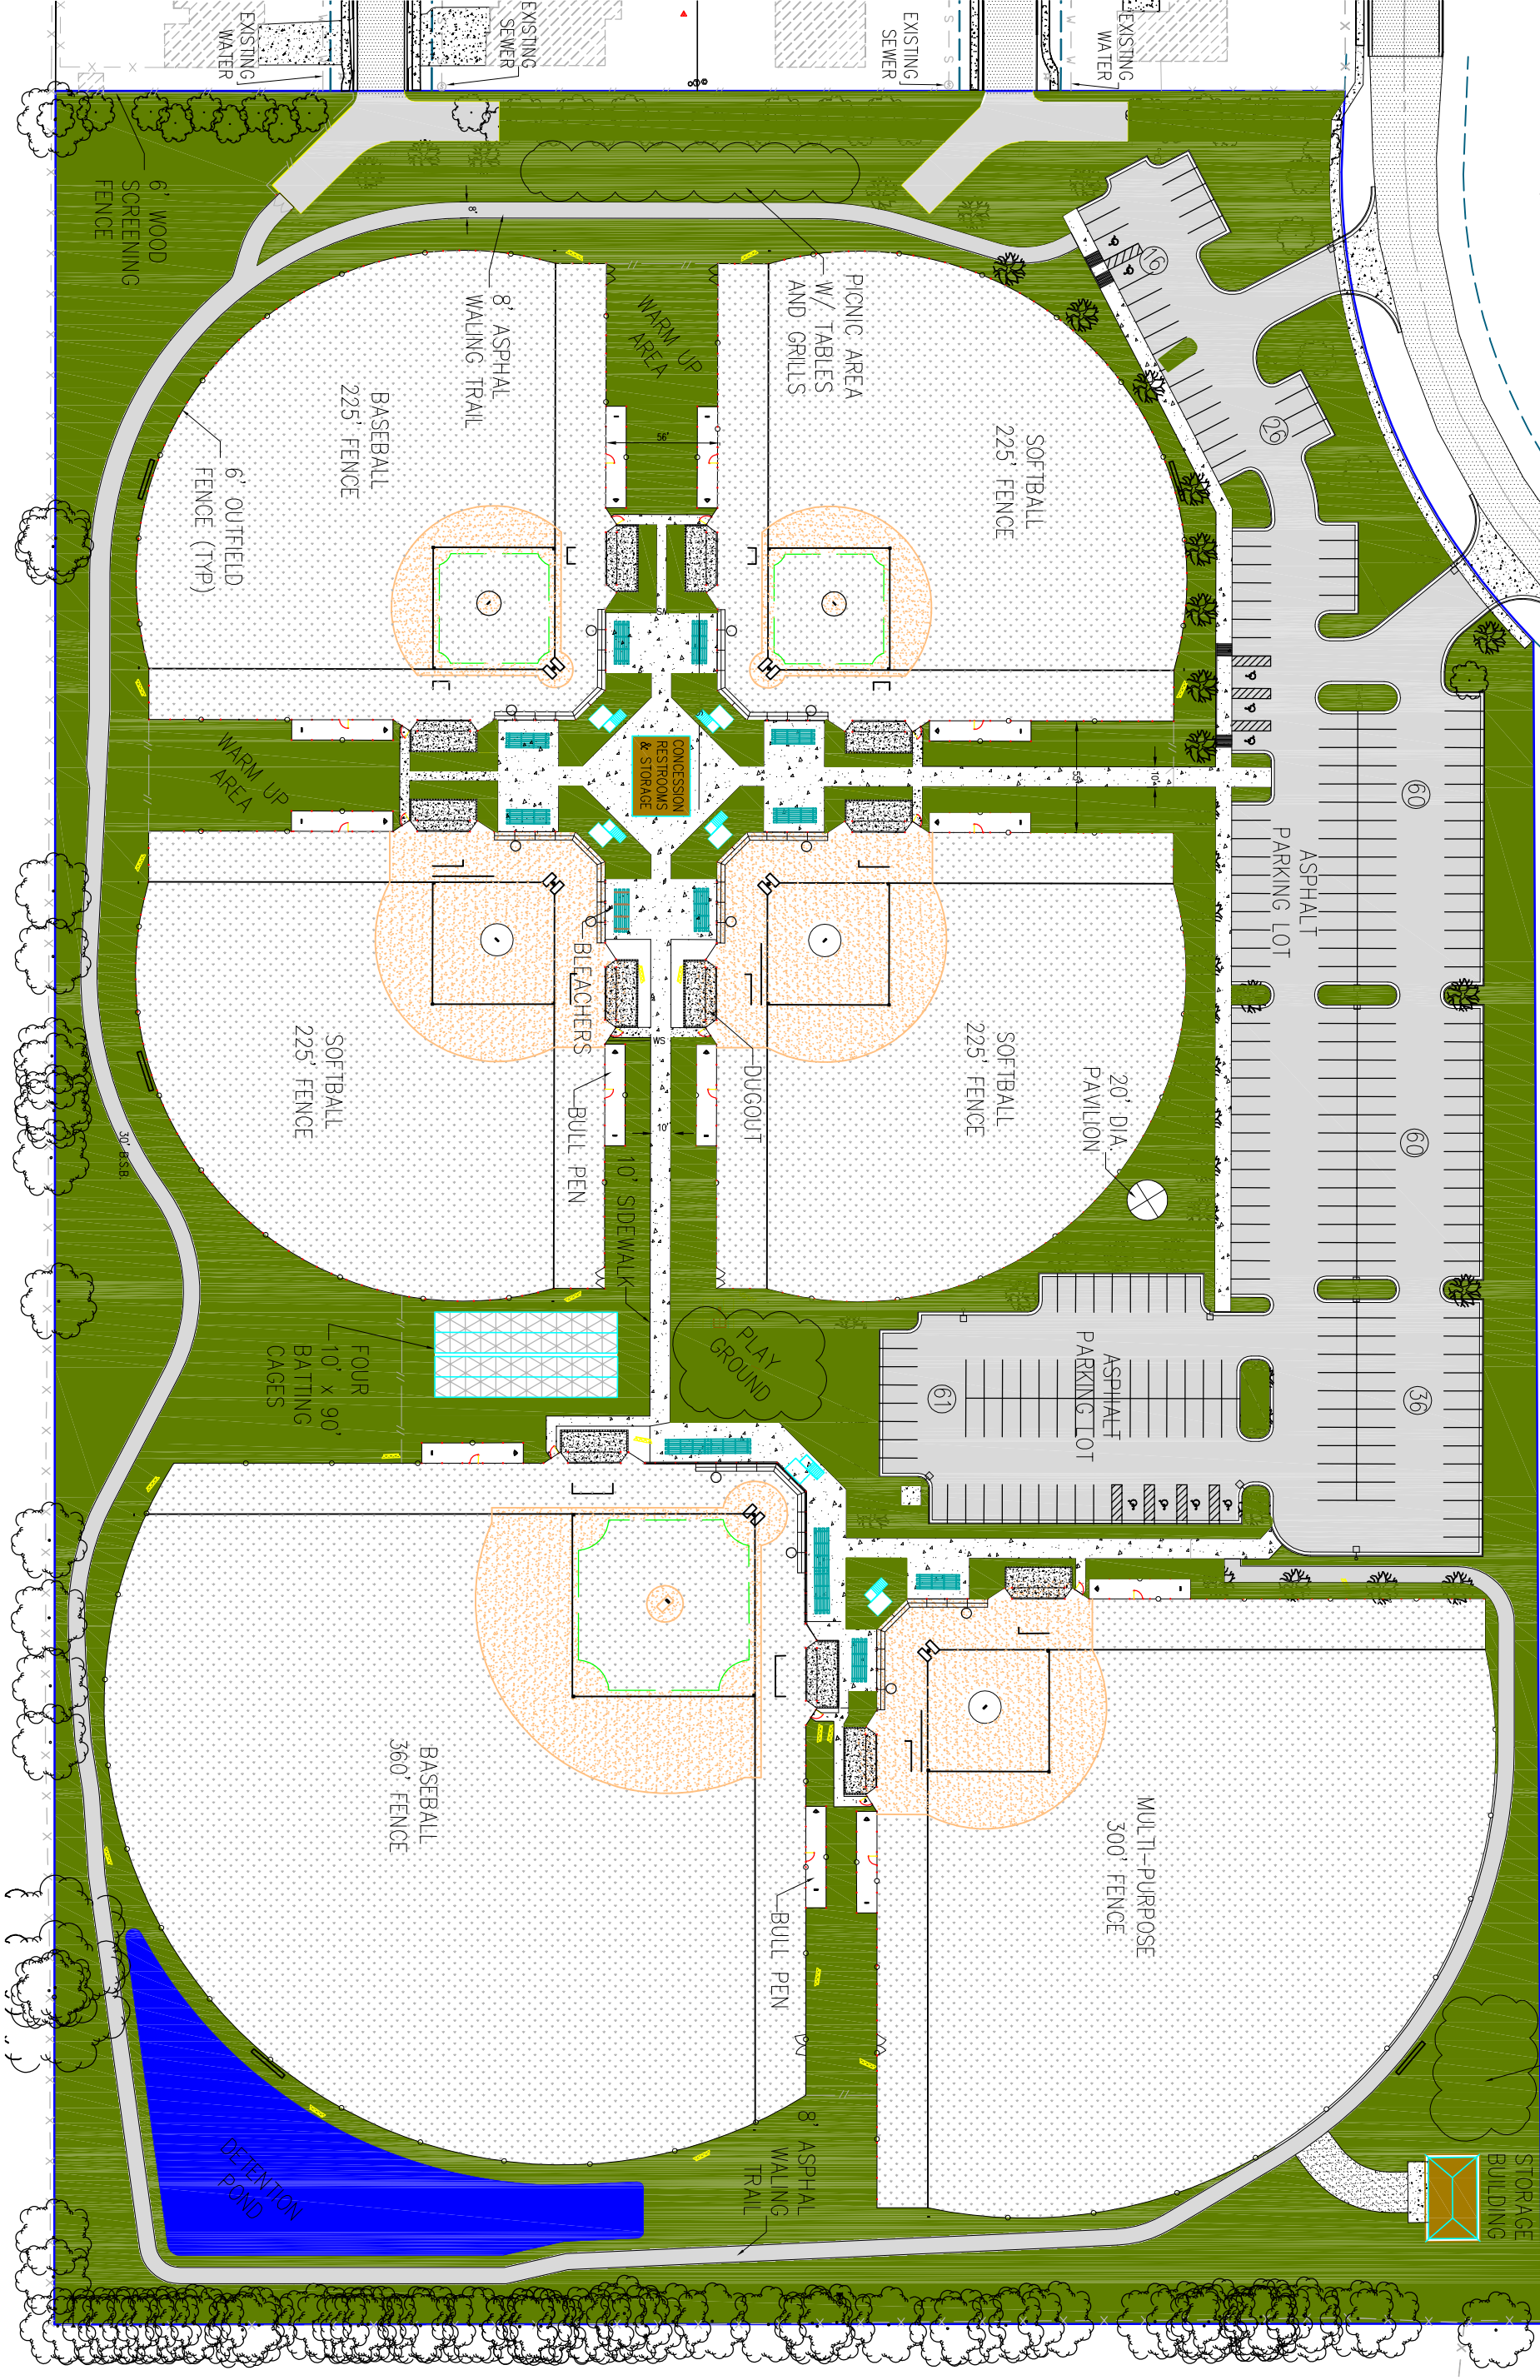 EXISTING
WATER
EXISTING
SEWER
EXISTING
SEWER
EXISTING
WATER
6' WOOD
SCREENING
FENCE
8'
8' ASPHAL
WALING TRAIL
PICNIC AREA
W/ TABLES
AND GRILLS
WARM UP
AREA
16
26
BASEBALL
225' FENCE
SOFTBALL
225' FENCE
56'
6' OUTFIELD
FENCE (TYP)
WARM UP
AREA
CONCESSION
RESTROOMS
& STORAGE
55'
10'
60
ASPHALT
PARKING LOT
BLEACHERS
DUGOUT
WS
SOFTBALL
225' FENCE
SOFTBALL
225' FENCE
20' DIA.
PAVILION
BULL PEN
10'
10' SIDEWALK
60
30' B.S.B.
FOUR
10' x 90'
BATTING
CAGES
PLAY
GROUND
ASPHALT
PARKING LOT
61
36
BASEBALL
360' FENCE
MULTI-PURPOSE
300' FENCE
BULL PEN
DETENTION
POND
8' ASPHAL
WALING
TRAIL
STORAGE
BUILDING